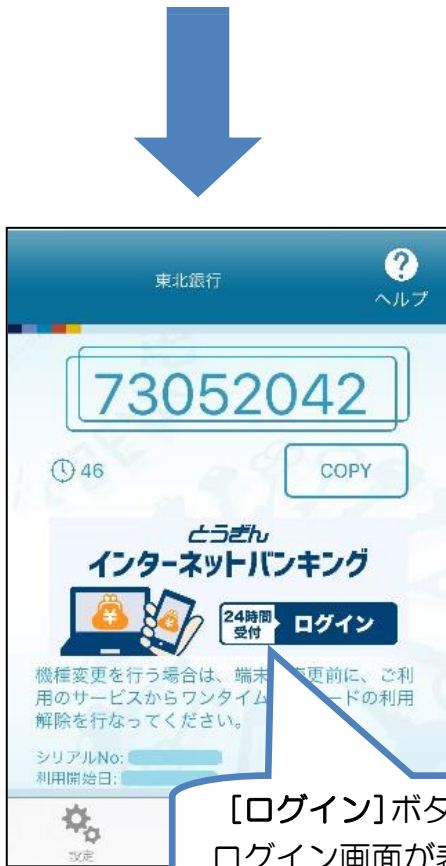 東北銀行
?
ヘルプ
73052042
46
COPY
とうぎん
インターネットバンキング
24時間
受付
ログイン
機種変更を行う場合は、端末 更前に、ご利
用のサービスからワンタイム ードの利用
解除を行なってください。
シリアルNo:
利用開始日:
設定
[ログイン]ボタ
ログイン画面が表